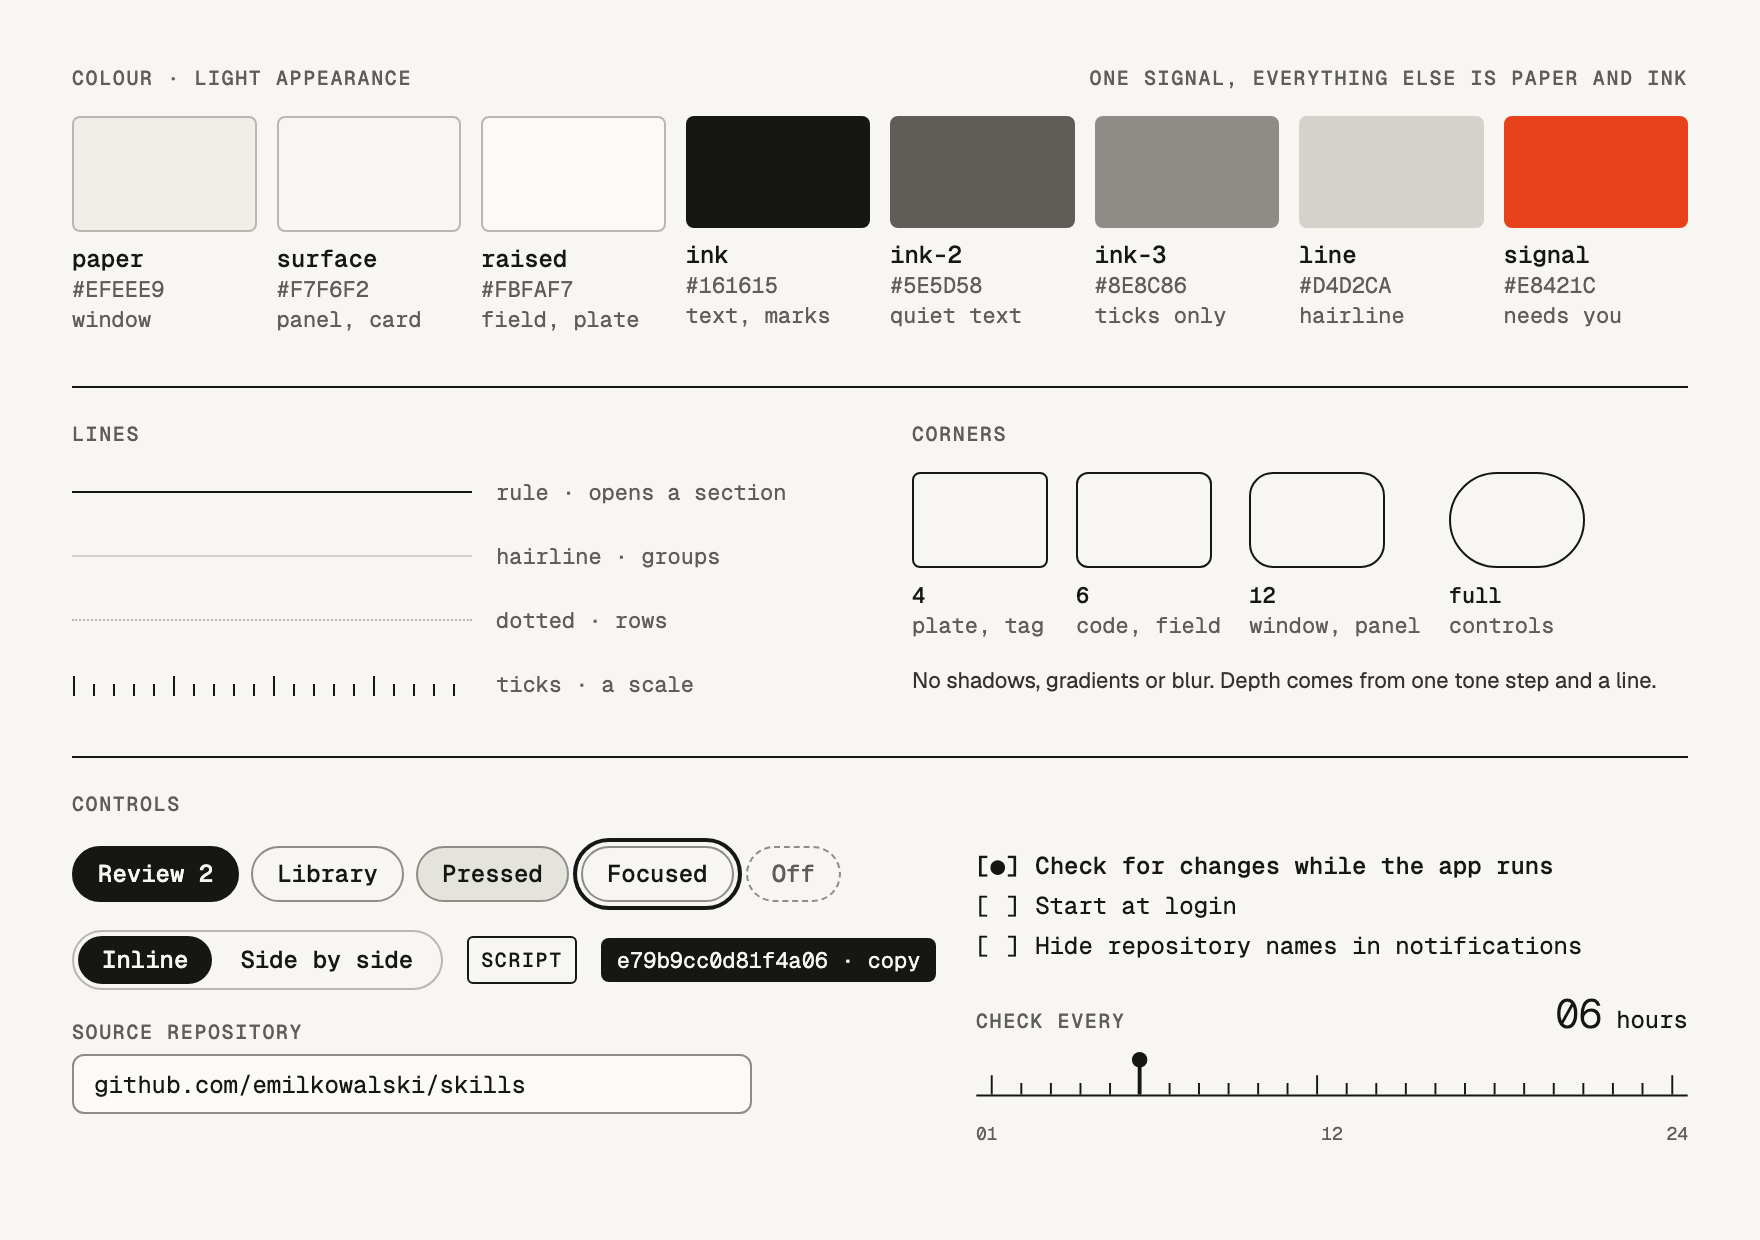 COLOUR · LIGHT APPEARANCE
ONE SIGNAL, EVERYTHING ELSE IS PAPER AND INK
paper
#EFEEE9
window
surface
#F7F6F2
panel, card
raised
#FBFAF7
field, plate
ink
#161615
text, marks
ink-2
#5E5D58
quiet text
ink-3
#8E8C86
ticks only
line
#D4D2CA
hairline
signal
#E8421C
needs you
LINES
rule · opens a section
hairline · groups
dotted · rows
ticks · a scale
CORNERS
4
plate, tag
6
code, field
12
window, panel
full
controls
No shadows, gradients or blur. Depth comes from one tone step and a line.
CONTROLS
Review 2
Library
Pressed
Focused
Off
Inline
Side by side
SCRIPT
e79b9cc0d81f4a06 · copy
SOURCE REPOSITORY
github.com/emilkowalski/skills
[●] Check for changes while the app runs
[ ] Start at login
[ ] Hide repository names in notifications
CHECK EVERY
06 hours
01
12
24